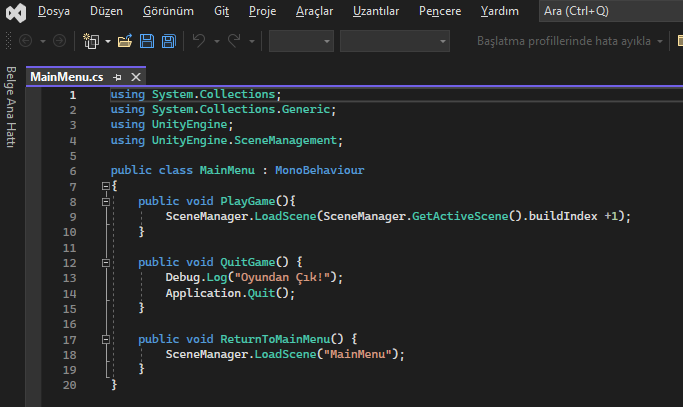 Dosya Düzen Görünüm Git Proje Araçlar Uzantılar Pencere Yardım Ara (Ctrl+Q)
Başlatma profillerinde hata ayıkla
Belge Ana Hattı
MainMenu.cs
1 using System.Collections;
2 using System.Collections.Generic;
3 using UnityEngine;
4 using UnityEngine.SceneManagement;
5
6 public class MainMenu : MonoBehaviour
7 {
8 public void PlayGame(){
9 SceneManager.LoadScene(SceneManager.GetActiveScene().buildIndex +1);
10 }
11
12 public void QuitGame() {
13 Debug.Log("Oyundan Çık!");
14 Application.Quit();
15 }
16
17 public void ReturnToMainMenu() {
18 SceneManager.LoadScene("MainMenu");
19 }
20 }